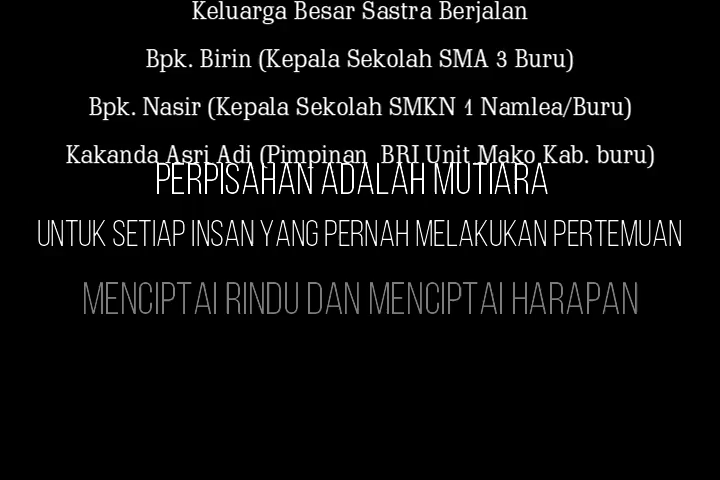 Keluarga Besar Sastra Berjalan
Bpk. Birin (Kepala Sekolah SMA 3 Buru)
Bpk. Nasir (Kepala Sekolah SMKN 1 Namlea/Buru)
Kakanda Asri Adi (Pimpinan BRI Unit Mako Kab. buru)
PERPISAHAN ADALAH MUTIARA
UNTUK SETIAP INSAN YANG PERNAH MELAKUKAN PERTEMUAN
MENCIPTAI RINDU DAN MENCIPTAI HARAPAN